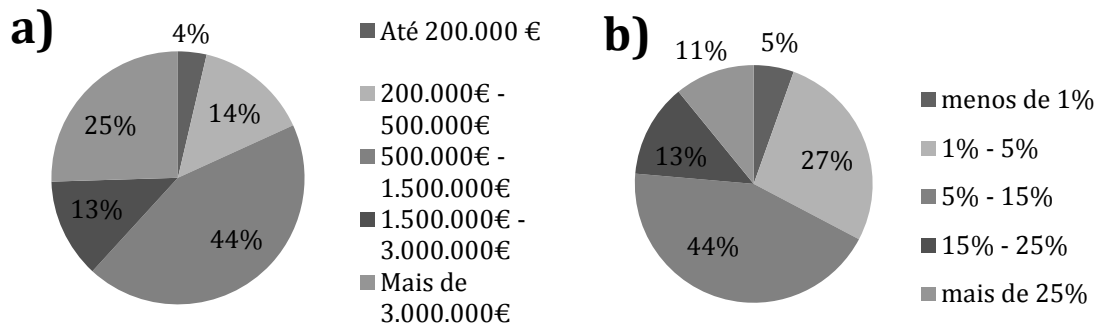 a)
4%
14%
44%
13%
25%
Até 200.000 €
200.000€ -
500.000€
500.000€ -
1.500.000€
1.500.000€ -
3.000.000€
Mais de
3.000.000€
b)
5%
27%
44%
13%
11%
menos de 1%
1% - 5%
5% - 15%
15% - 25%
mais de 25%